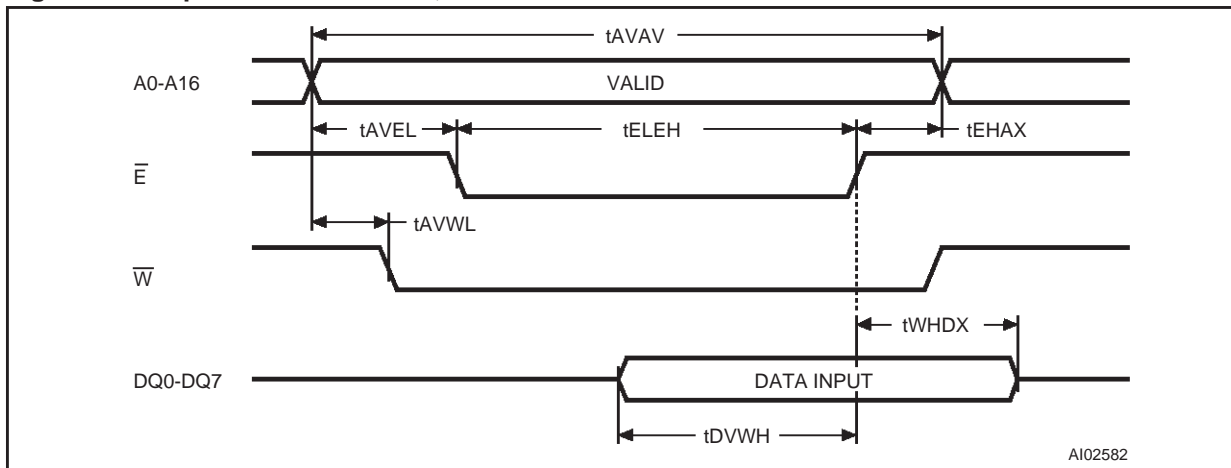 tAVAV
A0-A16
VALID
tAVEL
tELEH
tEHAX
E̅
tAVWL
W̅
tWHDX
DQ0-DQ7
DATA INPUT
tDVWH
AI02582